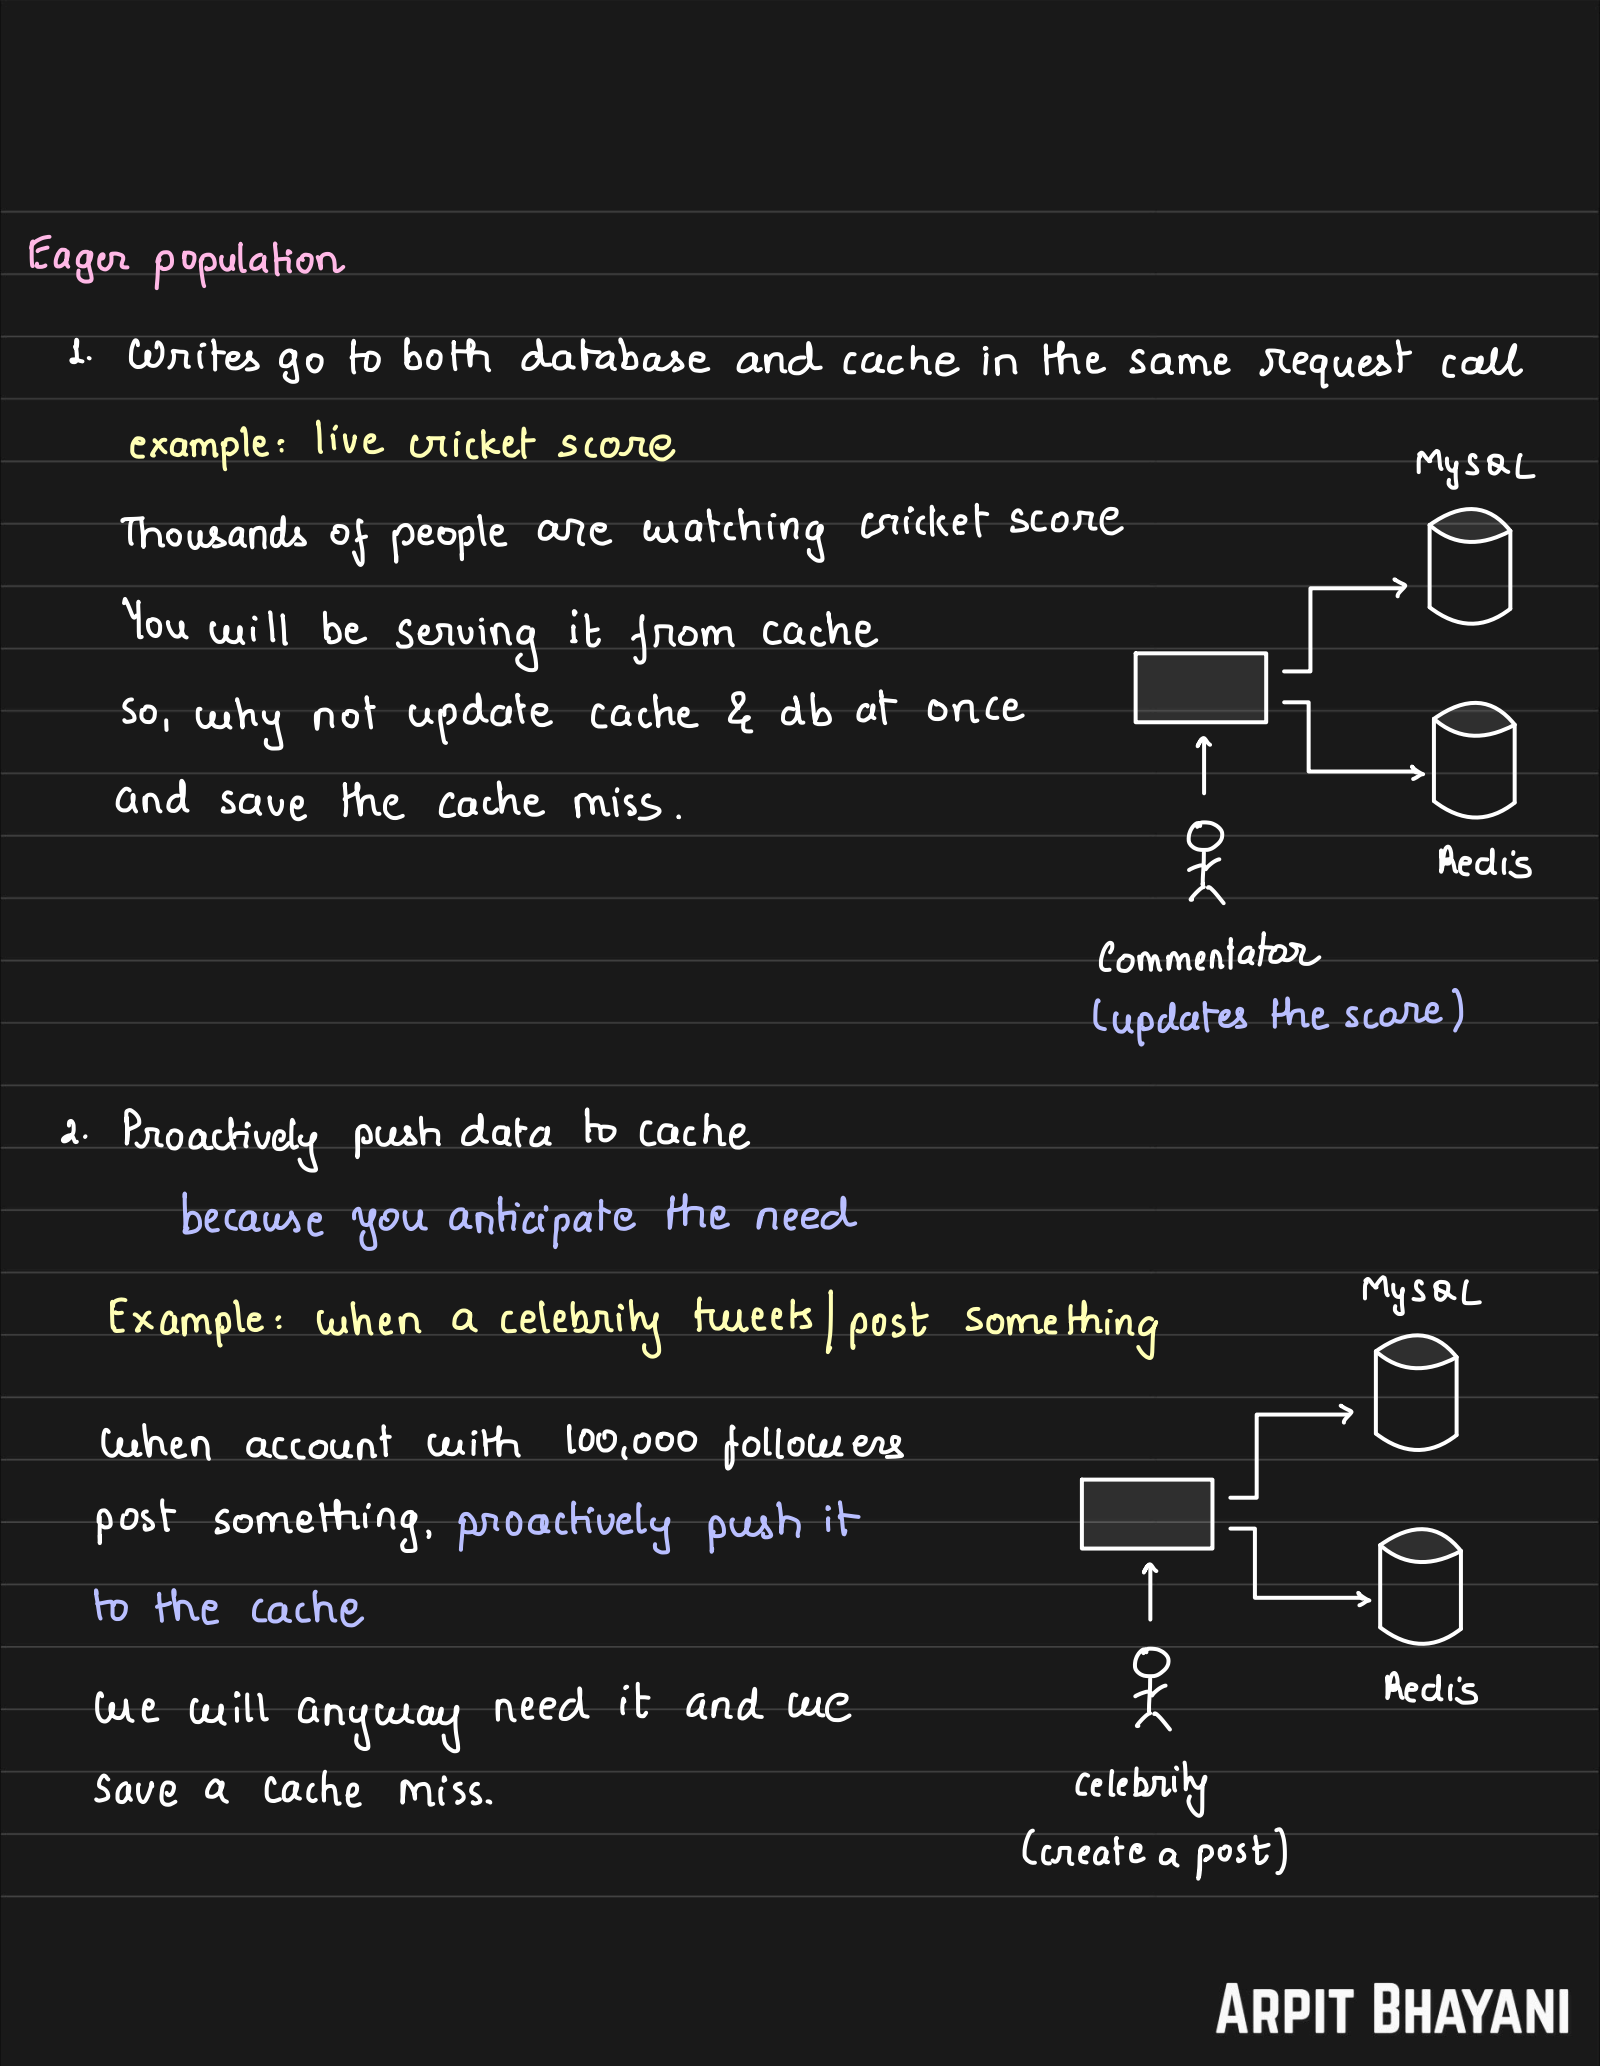 Eager population
1. Writes go to both database and cache in the same request call
example: live cricket score
MySQL
Thousands of people are watching cricket score
You will be serving it from cache
so, why not update cache & db at once
and save the cache miss.
Redis
Commentator
(updates the score)
2. Proactively push data to cache
because you anticipate the need
MySQL
Example: when a celebrity tweets/post something
when account with 100,000 followers
post something, proactively push it
to the cache
Redis
we will anyway need it and we
save a cache miss.
celebrity
(create a post)
ARPIT BHAYANI